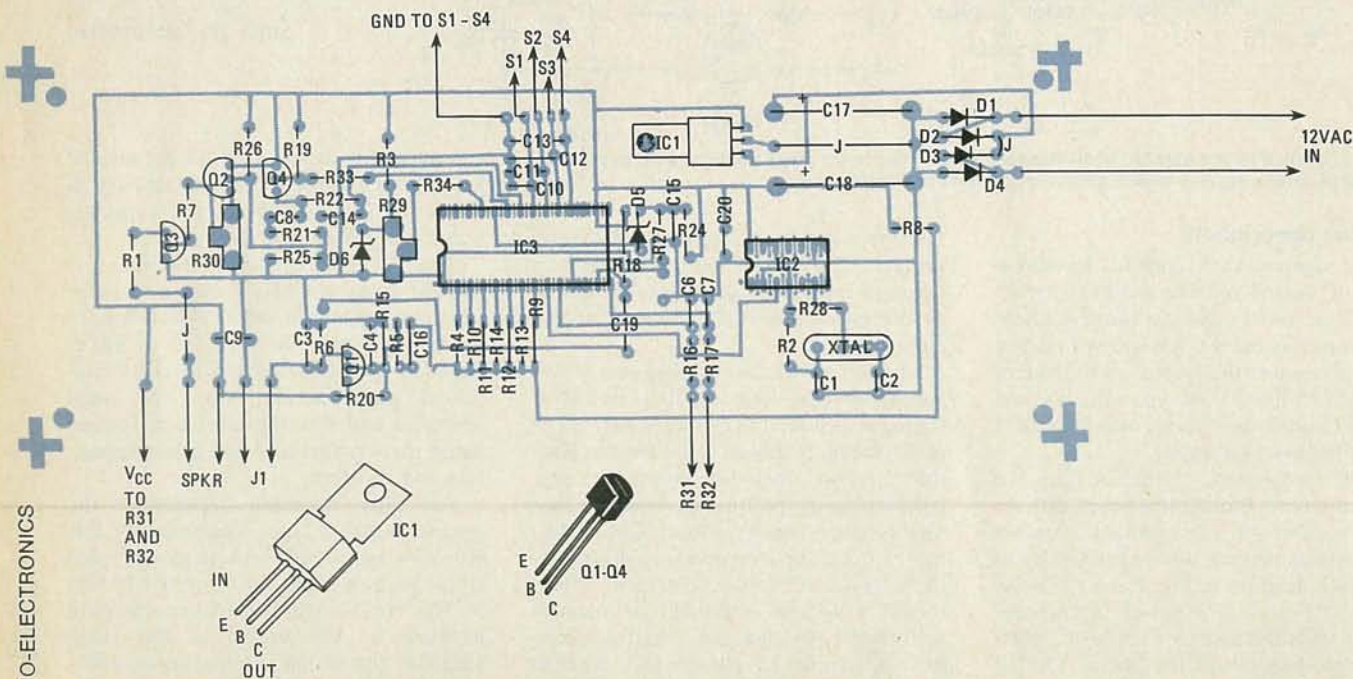 GND TO S1 - S4
S1
S2
S3
S4
C17
D1
12VAC
IN
D2
J
D3
D4
J
IC1
C18
R26
R19
R3
C13
C12
C11
C10
Q2
Q4
R33
R34
R22
R29
R7
C8
C14
R21
R25
D6
R1
Q3
R30
IC3
D5
C15
R24
R27
R18
C20
IC2
R8
J
C9
C3
R6
R15
Q1
C4
R5
C16
R20
R4
R10
R11
R14
R12
R13
R9
C19
C6
C7
R16
R17
R28
R2
XTAL
C1
C2
VCC
TO
R31
AND
R32
SPKR
J1
R31
R32
IC1
IN
E
B
C
OUT
E
B
C
Q1-Q4
O-ELECTRONICS
+
+